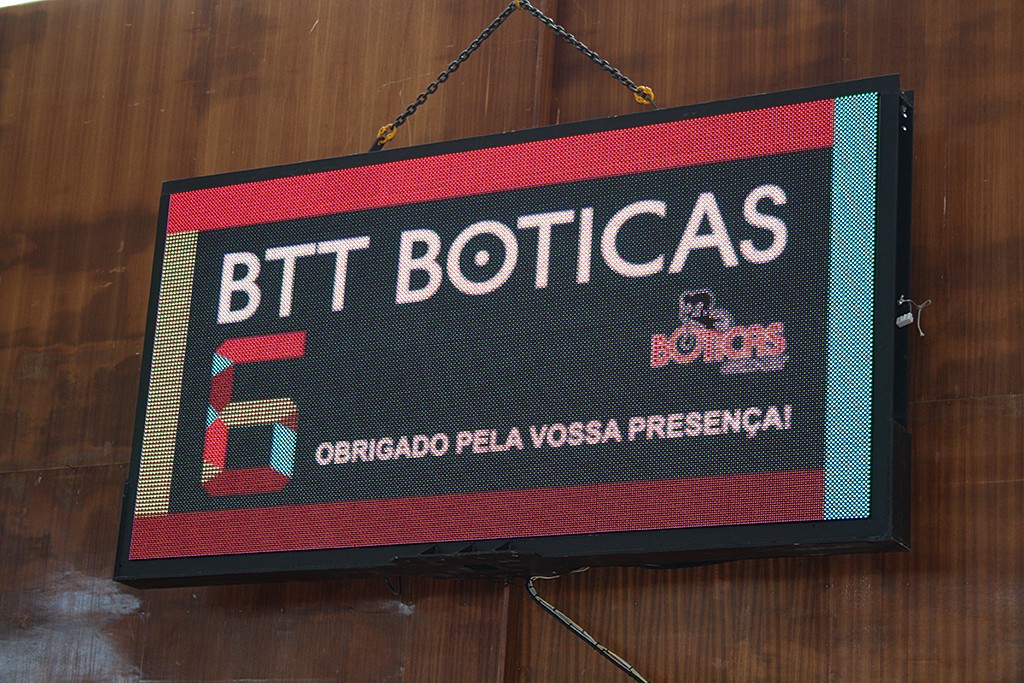 BTT BOTICAS
6
BOTICAS
OBRIGADO PELA VOSSA PRESENÇA!